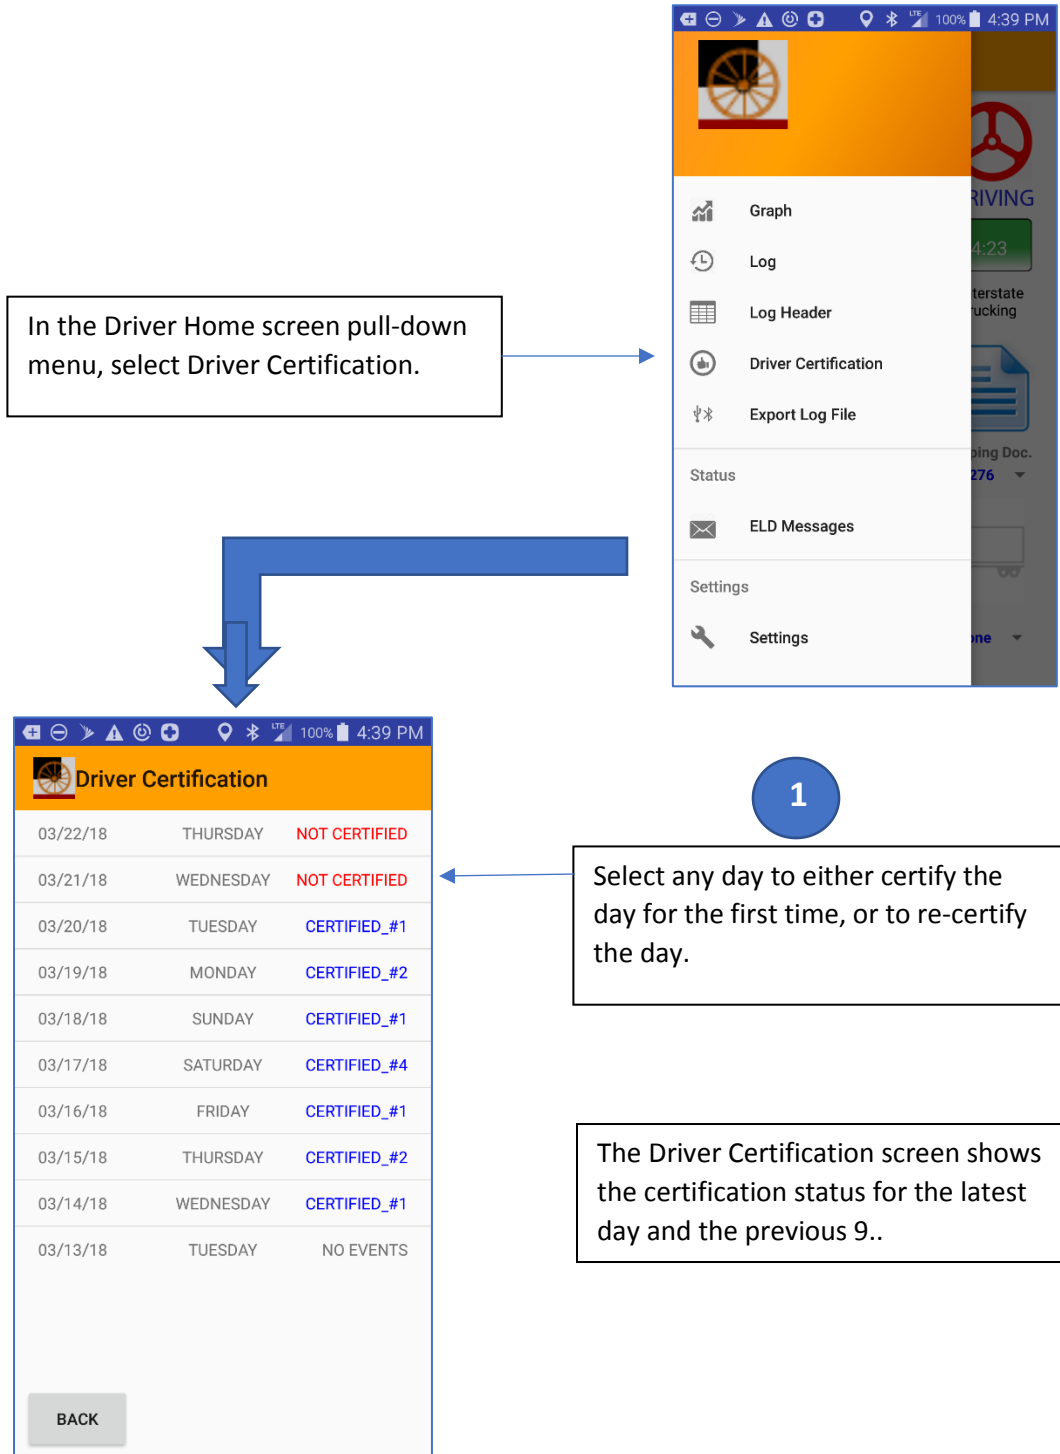 LTE 100% 4:39 PM
RIVING
Graph
4:23
Log
terstate
Log Header
rucking
In the Driver Home screen pull-down
menu, select Driver Certification.
Driver Certification
Export Log File
ping Doc.
Status
276
ELD Messages
Settings
Settings
one
LTE 100% 4:39 PM
Driver Certification
1
03/22/18 THURSDAY NOT CERTIFIED
03/21/18 WEDNESDAY NOT CERTIFIED
03/20/18 TUESDAY CERTIFIED_#1
03/19/18 MONDAY CERTIFIED_#2
03/18/18 SUNDAY CERTIFIED_#1
03/17/18 SATURDAY CERTIFIED_#4
03/16/18 FRIDAY CERTIFIED_#1
03/15/18 THURSDAY CERTIFIED_#2
03/14/18 WEDNESDAY CERTIFIED_#1
03/13/18 TUESDAY NO EVENTS
BACK
Select any day to either certify the
day for the first time, or to re-certify
the day.
The Driver Certification screen shows
the certification status for the latest
day and the previous 9..